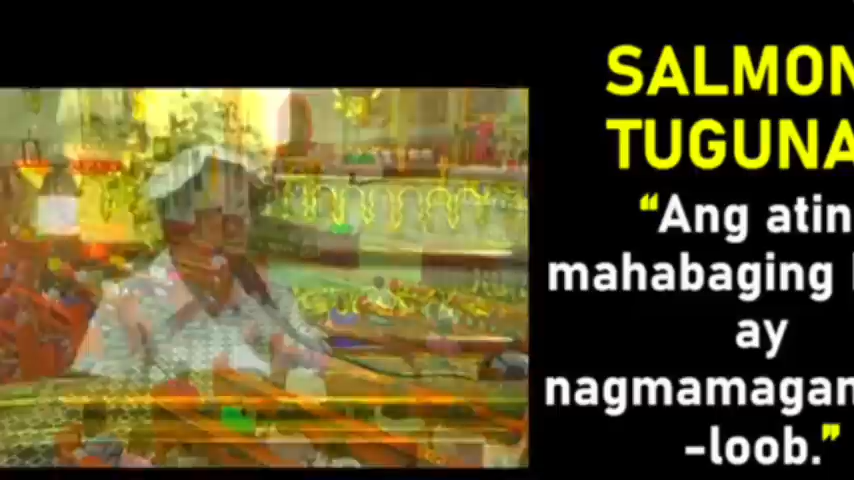 SALMON
TUGUNA
“Ang atin
mahabaging
ay
nagmamagan
-loob.”